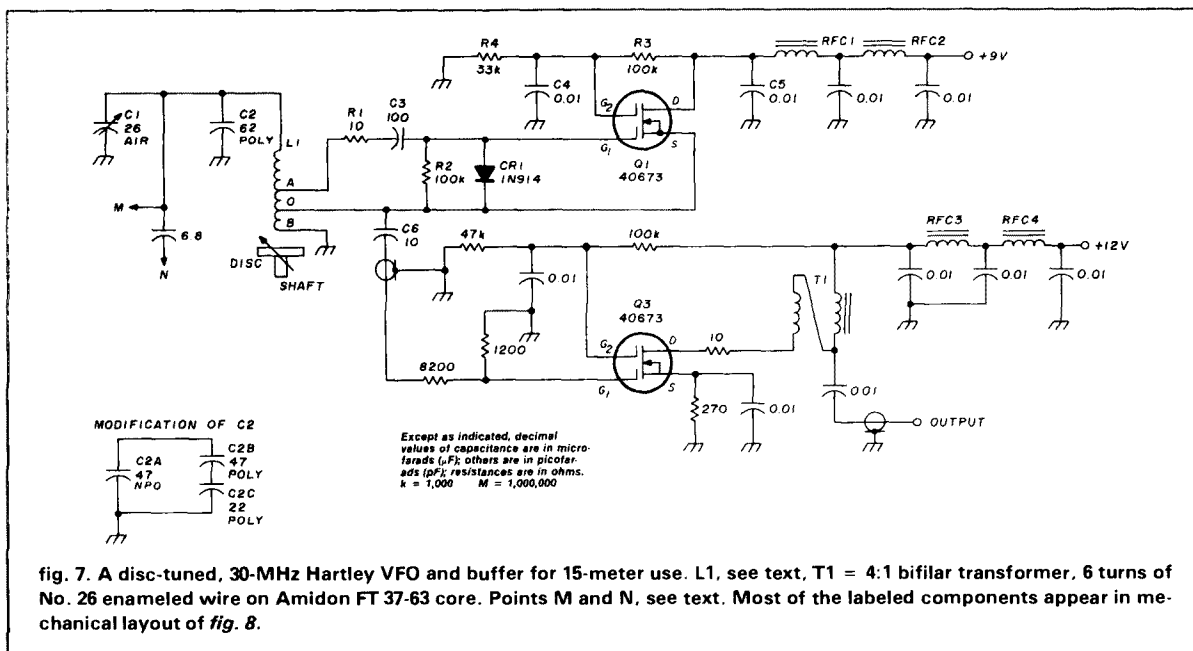 R4
33k
R3
100k
RFC1
RFC2
+9V
C4
0.01
C5
0.01
0.01
0.01
C1
26
AIR
C2
62
POLY
L1
R1
10
C3
100
G2
D
G1
S
Q1
40673
R2
100k
CR1
1N914
A
O
B
M
6.8
N
DISC
SHAFT
C6
10
47k
100k
RFC3
RFC4
+12V
0.01
0.01
0.01
0.01
T1
Q3
40673
1200
8200
G2
D
G1
S
10
270
0.01
0.01
OUTPUT
MODIFICATION OF C2
C2A
47
NPO
C2B
47
POLY
C2C
22
POLY
Except as indicated, decimal
values of capacitance are in micro-
farads (μF); others are in picofar-
ads (pF); resistances are in ohms.
k = 1,000 M = 1,000,000
fig. 7. A disc-tuned, 30-MHz Hartley VFO and buffer for 15-meter use. L1, see text, T1 = 4:1 bifilar transformer, 6 turns of
No. 26 enameled wire on Amidon FT 37-63 core. Points M and N, see text. Most of the labeled components appear in me-
chanical layout of fig. 8.